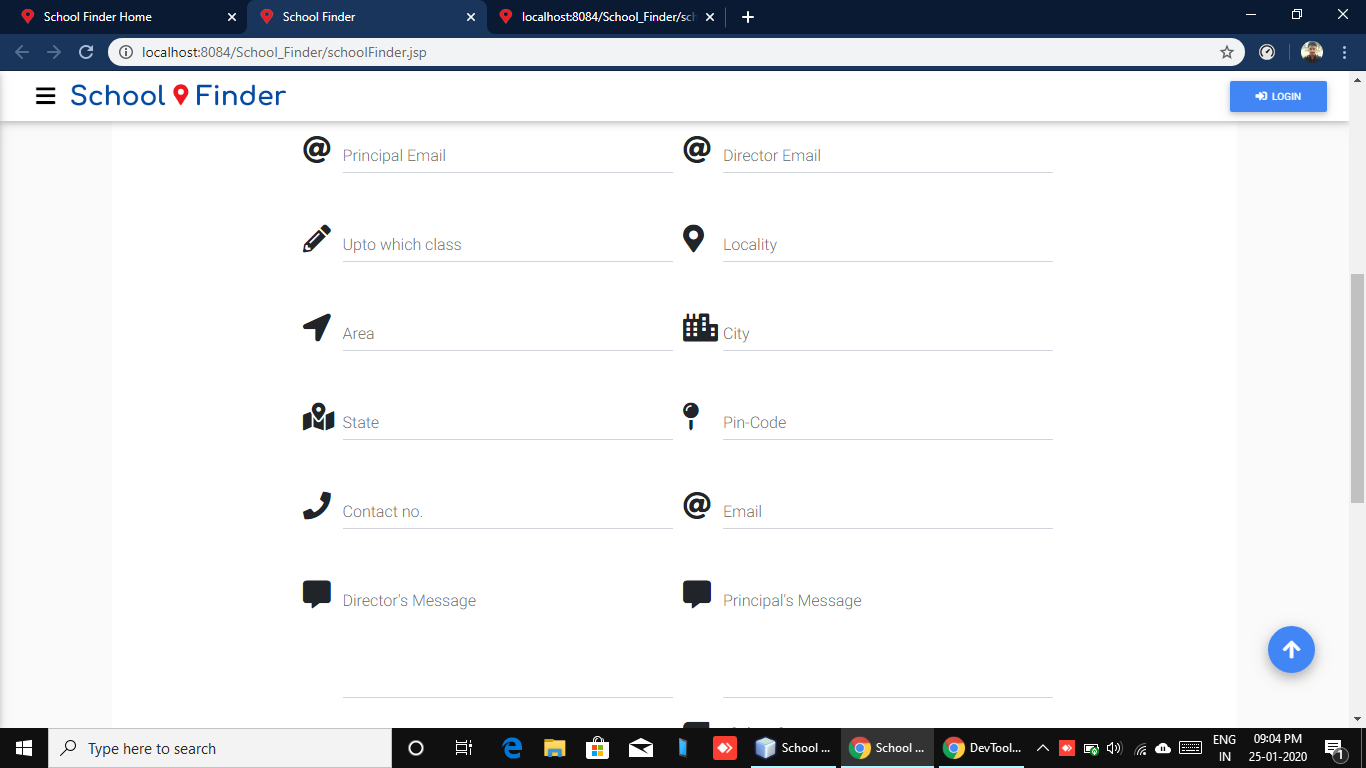 School Finder Home
School Finder
localhost:8084/School_Finder/sch
localhost:8084/School_Finder/schoolFinder.jsp
School Finder
LOGIN
Principal Email
Director Email
Upto which class
Locality
Area
City
State
Pin-Code
Contact no.
Email
Director's Message
Principal's Message
Type here to search
School ...
School ...
DevTool...
ENG
IN
09:04 PM
25-01-2020
1